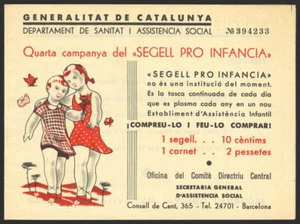 GENERALITAT DE CATALUNYA
DEPARTAMENT DE SANITAT I ASSISTENCIA SOCIAL
№ 394233
Quarta campanya del «SEGELL PRO INFANCIA»
«SEGELL PRO INFANCIA»
no és una institució del moment.
És la tasca continuada de cada dia
que es plasma cada any en un nou
Establiment d'Assistència Infantil
¡COMPREU-LO I FEU-LO COMPRAR!
1 segell.... 10 cèntims
1 carnet .. 2 pessetes
Oficina del Comitè Directiu Central
SECRETARIA GENERAL
D'ASSISTENCIA SOCIAL
Consell de Cent, 365 - Tel. 24701 - Barcelona